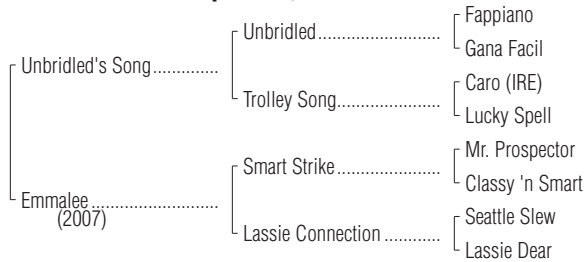 Fappiano
Unbridled
Gana Facil
Unbridled's Song
Caro (IRE)
Trolley Song
Lucky Spell
Mr. Prospector
Smart Strike
Classy 'n Smart
Emmalee
(2007)
Seattle Slew
Lassie Connection
Lassie Dear